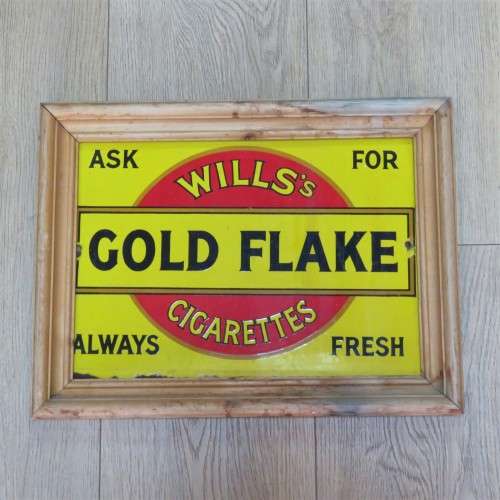 ASK FOR
WILLS's
GOLD FLAKE
CIGARETTES
ALWAYS FRESH